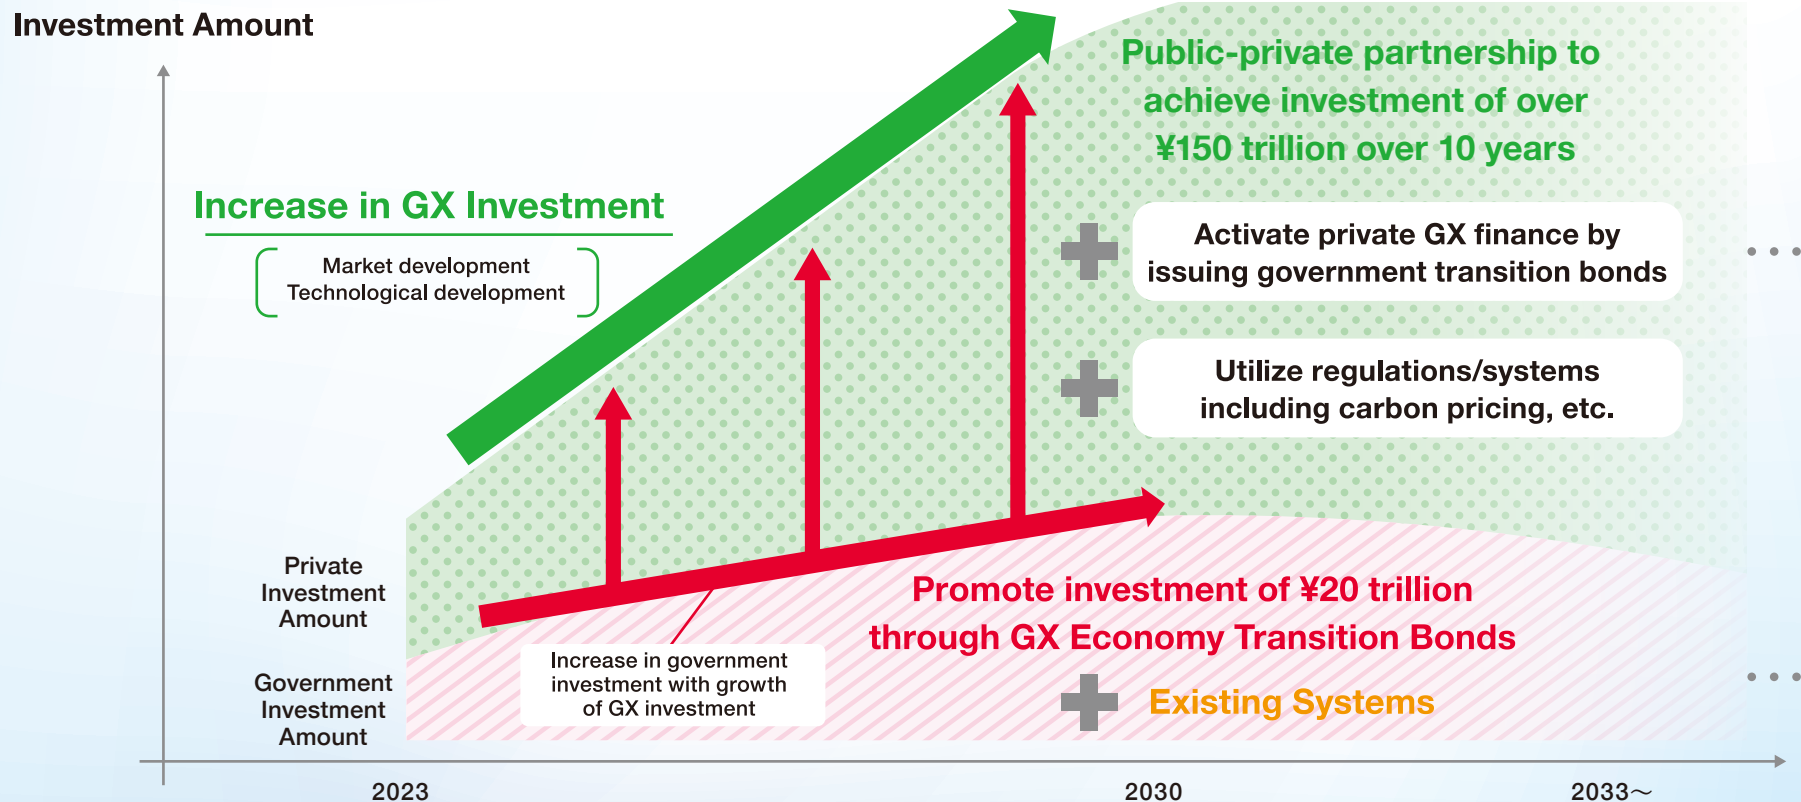 Investment Amount
Public-private partnership to
achieve investment of over
¥150 trillion over 10 years
Increase in GX Investment
Market development
Technological development
Activate private GX finance by
issuing government transition bonds
Utilize regulations/systems
including carbon pricing, etc.
Private
Investment
Amount
Promote investment of ¥20 trillion
through GX Economy Transition Bonds
Increase in government
investment with growth
of GX investment
Government
Investment
Amount
Existing Systems
2023
2030
2033～